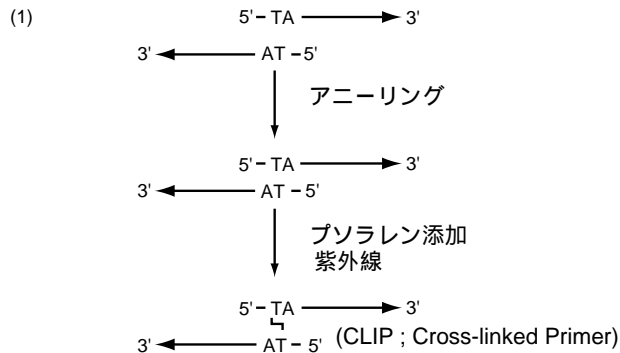 (1)
5'–TA 3'
3' AT–5'
アニーリング
5'–TA 3'
3' AT–5'
プソラレン添加
紫外線
5'–TA 3'
3' AT–5' (CLIP ; Cross-linked Primer)